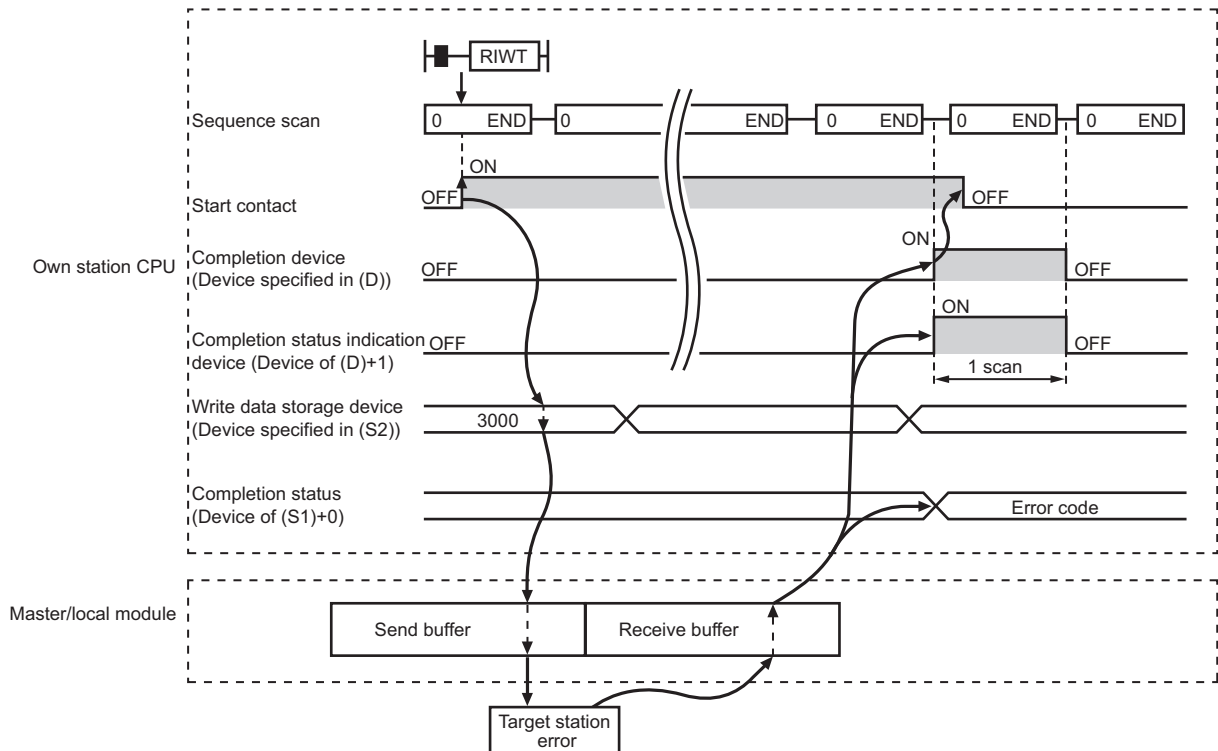 RIWT
Sequence scan
0 END 0 END 0 END 0 END 0 END
ON
Start contact
OFF
OFF
Own station CPU
Completion device
(Device specified in (D))
OFF
ON
OFF
Completion status indication
device (Device of (D)+1)
OFF
ON
OFF
1 scan
Write data storage device
(Device specified in (S2))
3000
Completion status
(Device of (S1)+0)
Error code
Master/local module
Send buffer
Receive buffer
Target station
error